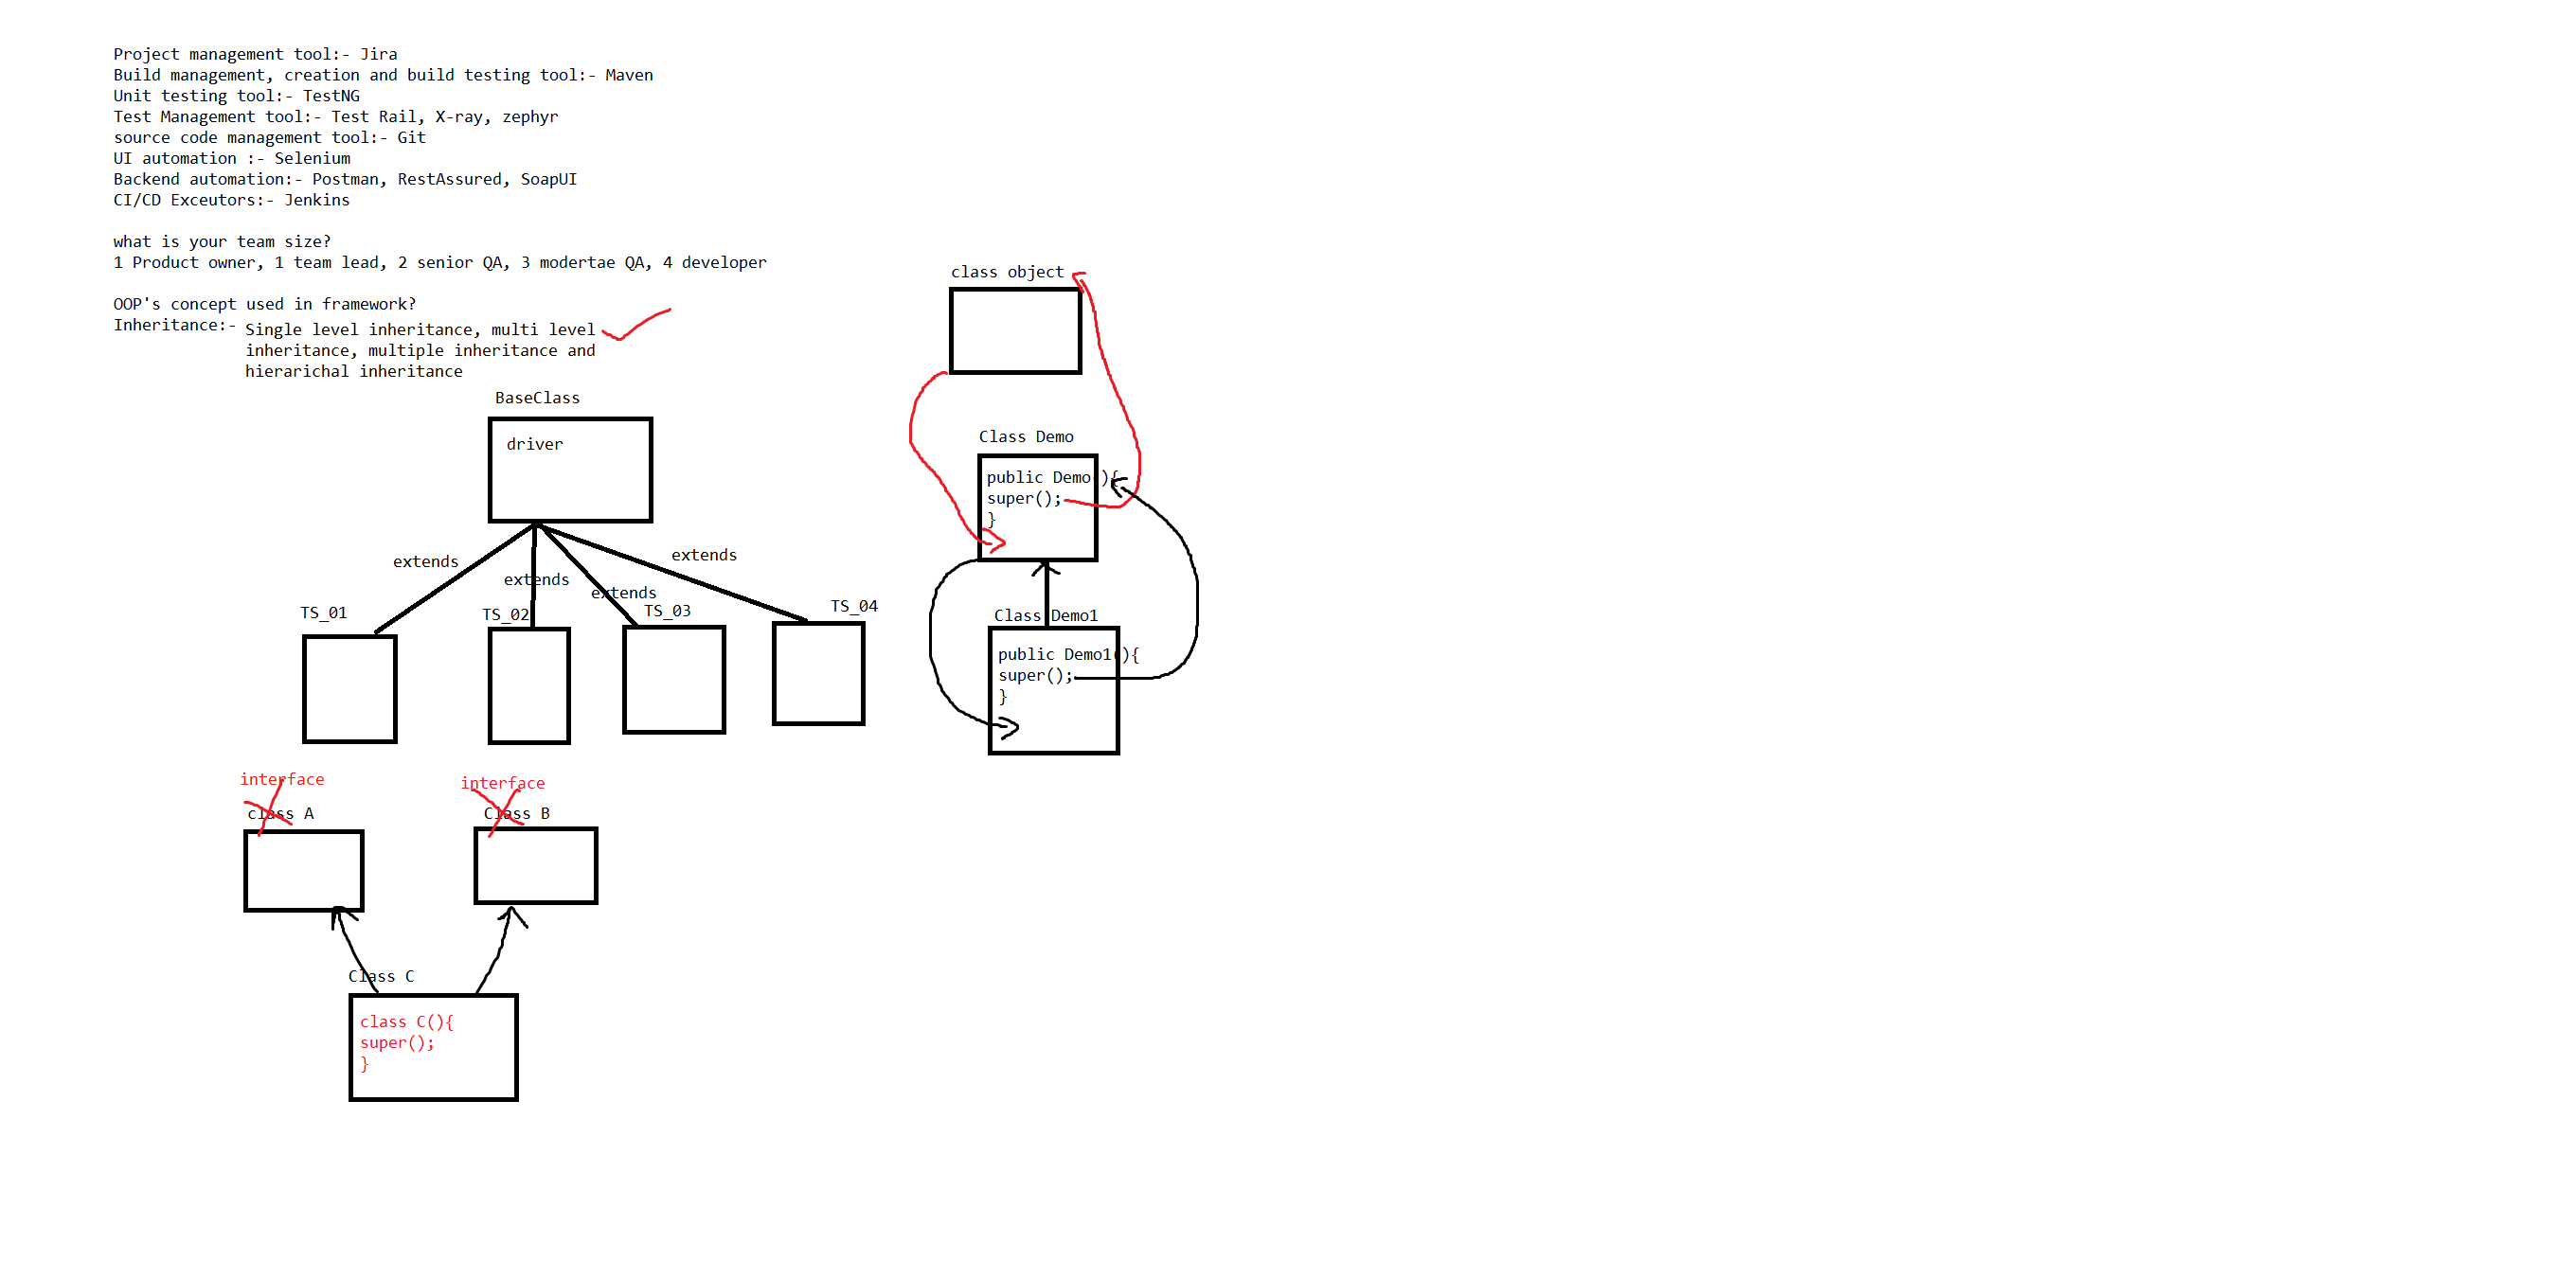 Project management tool:- Jira
Build management, creation and build testing tool:- Maven
Unit testing tool:- TestNG
Test Management tool:- Test Rail, X-ray, zephyr
source code management tool:- Git
UI automation :- Selenium
Backend automation:- Postman, RestAssured, SoapUI
CI/CD Exceutors:- Jenkins
what is your team size?
1 Product owner, 1 team lead, 2 senior QA, 3 modertae QA, 4 developer
OOP's concept used in framework?
Inheritance:- Single level inheritance, multi level
inheritance, multiple inheritance and
hierarichal inheritance
BaseClass
driver
extends
extends
extends
extends
TS_01
TS_02
TS_03
TS_04
interface
interface
class A
Class B
Class C
class C(){
super();
}
class object
Class Demo
public Demo(){
super();
}
Class Demo1
public Demo1(){
super();
}